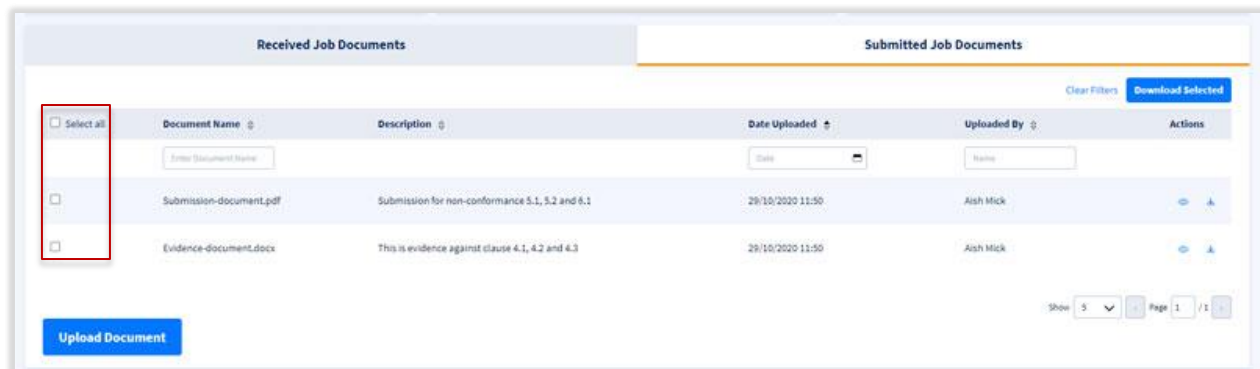 Received Job Documents Submitted Job Documents
Clear Filters Download Selected
Select all Document Name Description Date Uploaded Uploaded By Actions
Enter Document Name Date Name
Submission-document.pdf Submission for non-conformance 5.1, 5.2 and 6.1 29/10/2020 11:50 Aish Mick
Evidence-document.docx This is evidence against clause 4.1, 4.2 and 4.3 29/10/2020 11:50 Aish Mick
Show 5 Page 1 /1
Upload Document